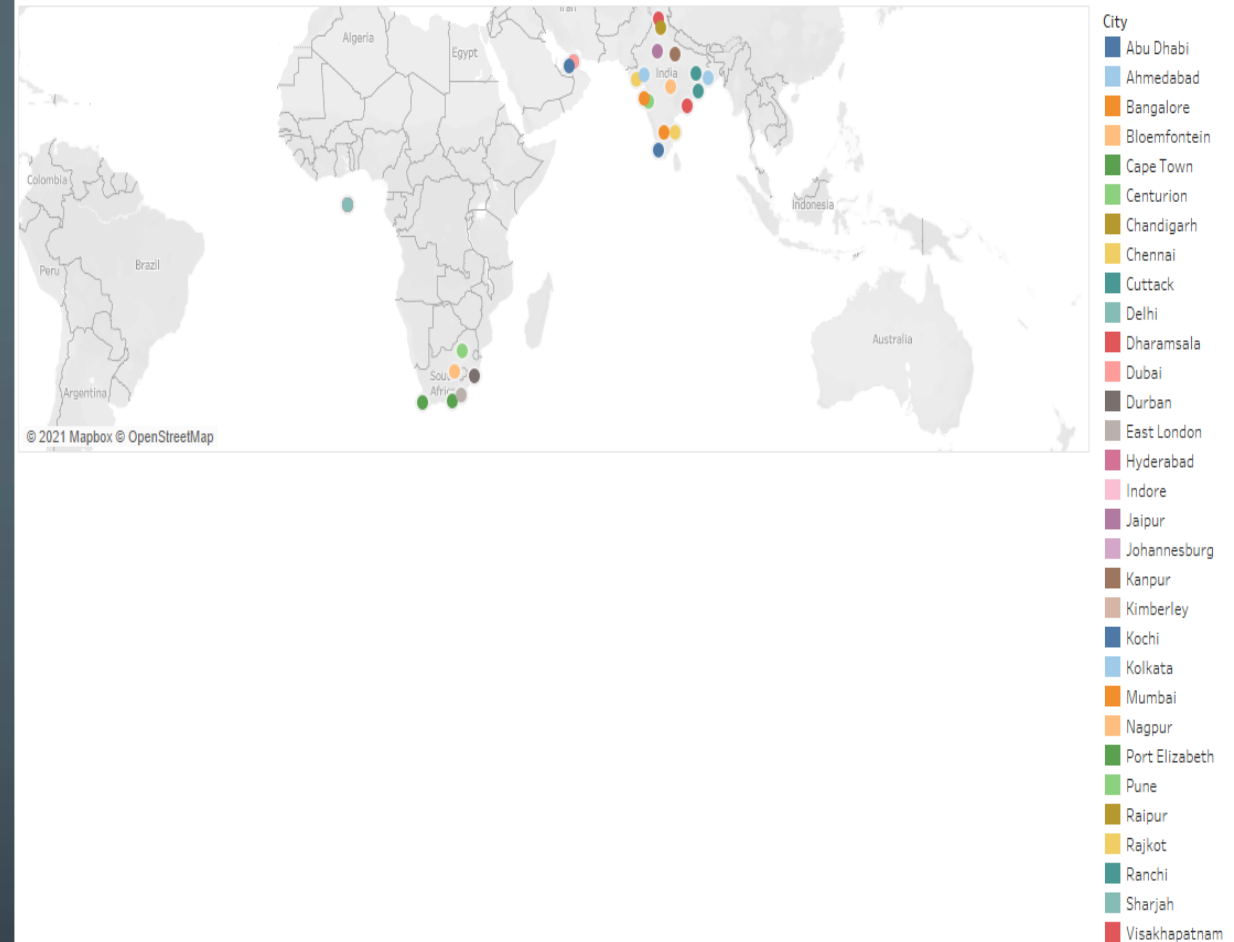 Iran
Algeria
Egypt
India
Colombia
Indonesia
Peru
Brazil
Australia
Argentina
© 2021 Mapbox © OpenStreetMap
City
Abu Dhabi
Ahmedabad
Bangalore
Bloemfontein
Cape Town
Centurion
Chandigarh
Chennai
Cuttack
Delhi
Dharamsala
Dubai
Durban
East London
Hyderabad
Indore
Jaipur
Johannesburg
Kanpur
Kimberley
Kochi
Kolkata
Mumbai
Nagpur
Port Elizabeth
Pune
Raipur
Rajkot
Ranchi
Sharjah
Visakhapatnam